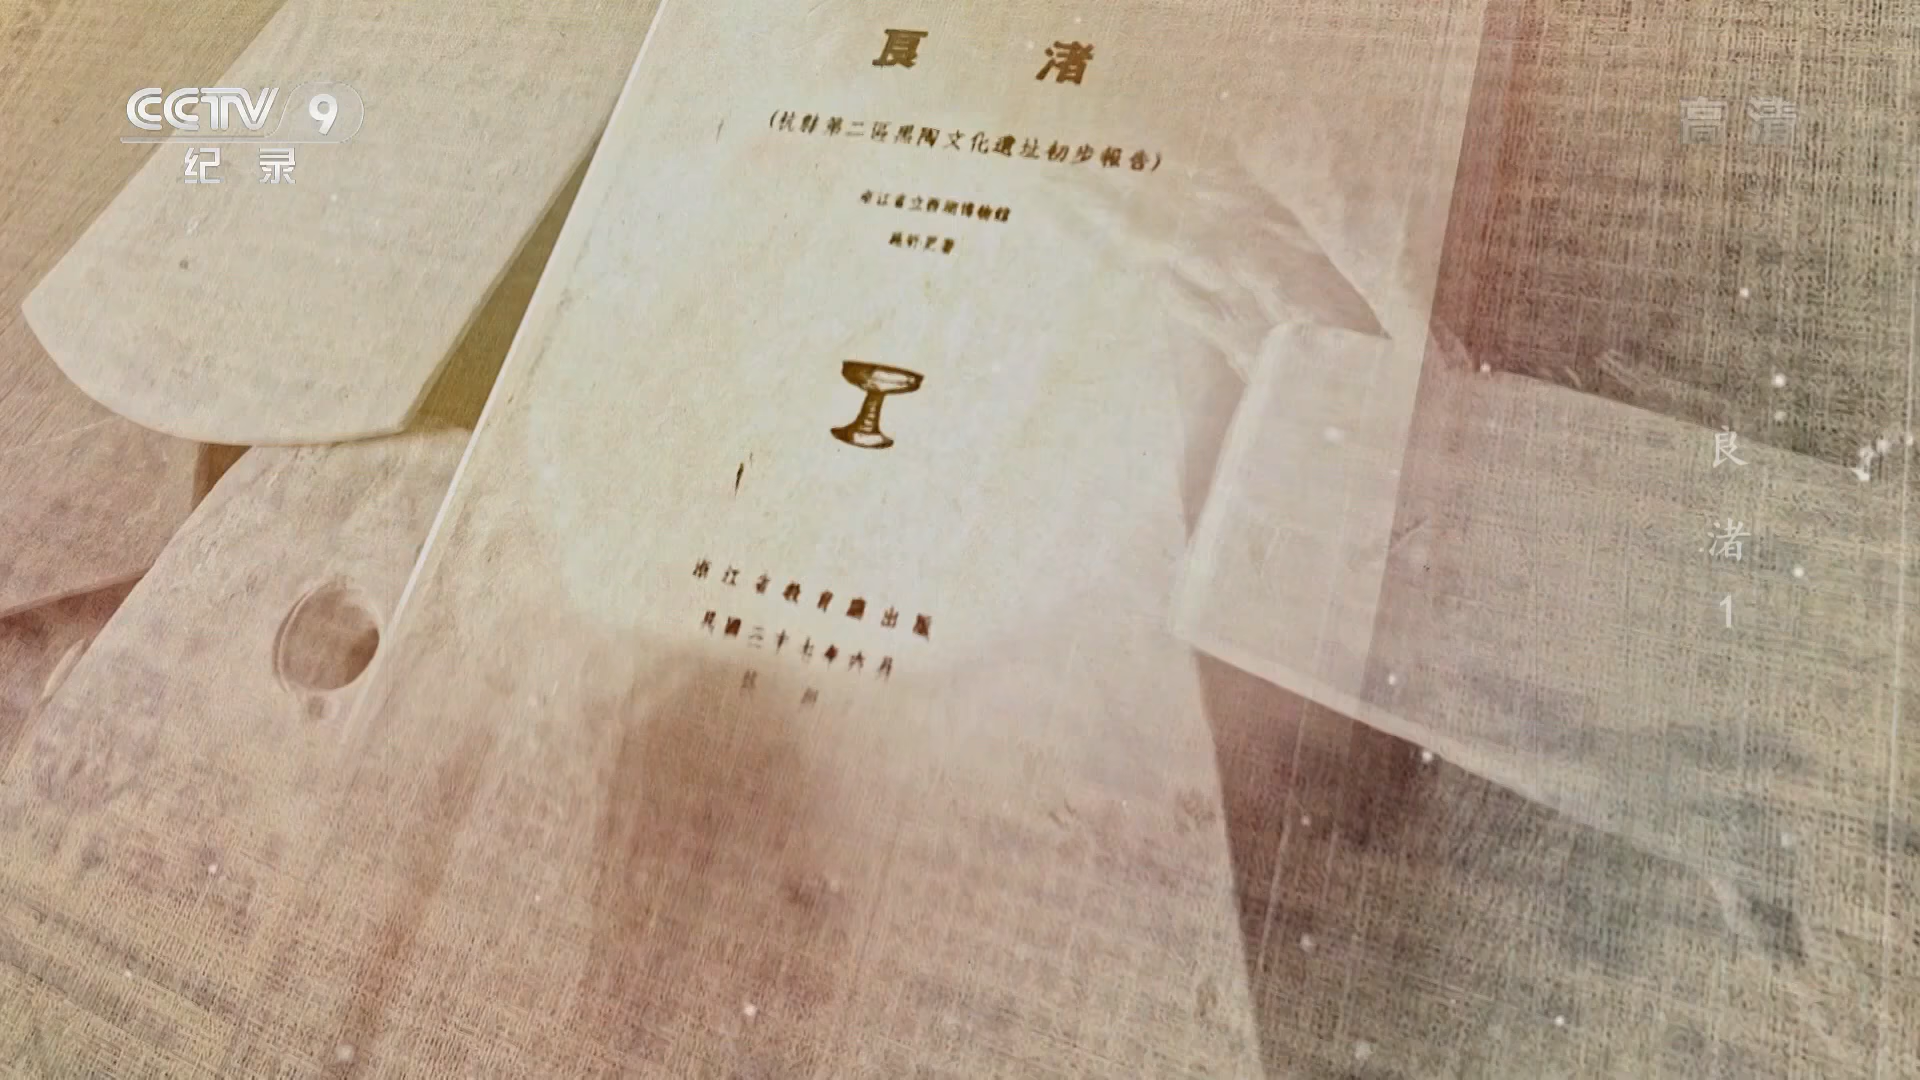 CCTV 9
纪录
高清
良渚
(杭縣第二區黑陶文化遺址初步報告)
浙江省立西湖博物館
施昕更著
浙江省教育廳出版
民國二十七年六月
杭州
良渚
1